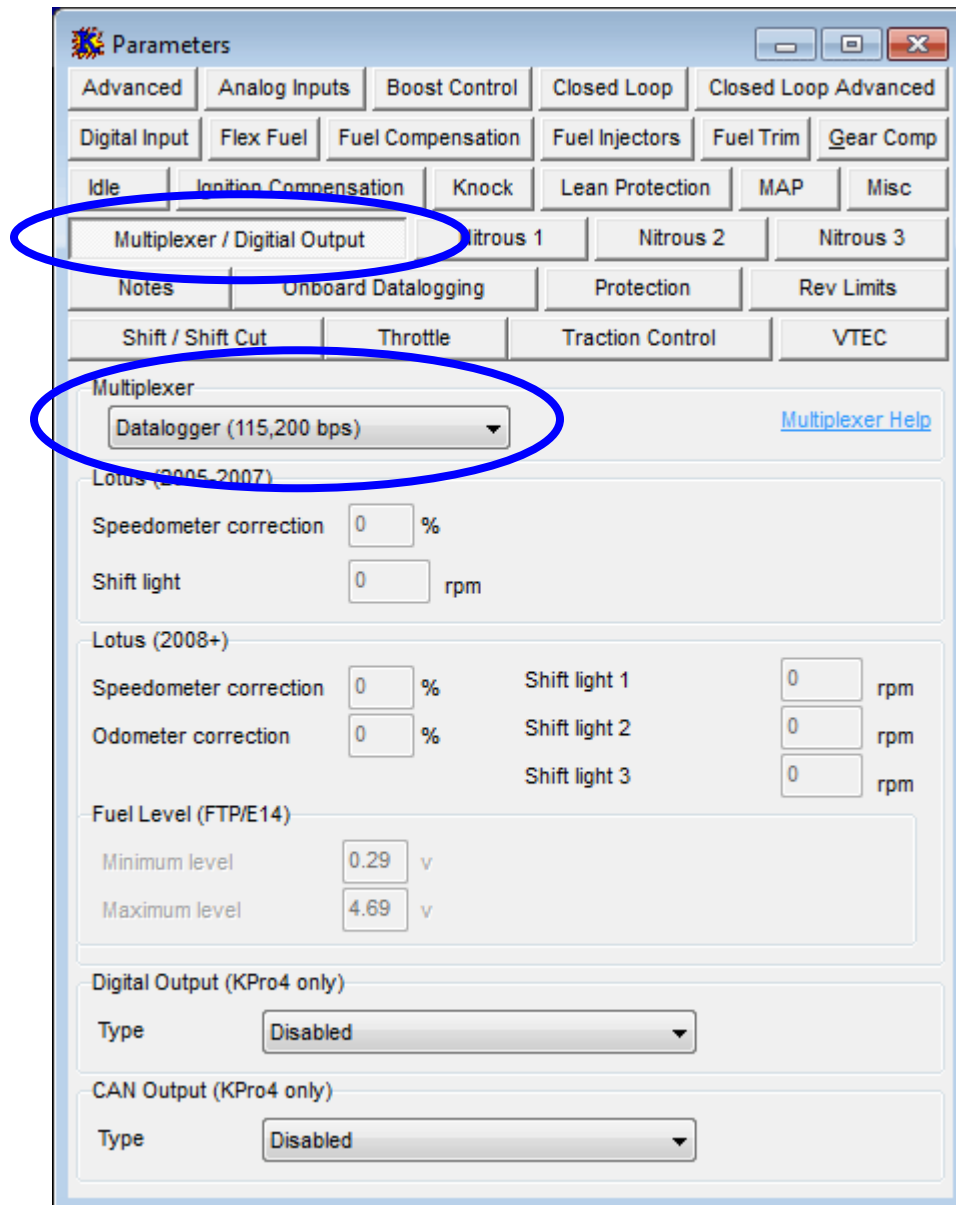 Parameters
Advanced Analog Inputs Boost Control Closed Loop Closed Loop Advanced
Digital Input Flex Fuel Fuel Compensation Fuel Injectors Fuel Trim Gear Comp
Idle Ignition Compensation Knock Lean Protection MAP Misc
Multiplexer / Digitial Output Nitrous 1 Nitrous 2 Nitrous 3
Notes Onboard Datalogging Protection Rev Limits
Shift / Shift Cut Throttle Traction Control VTEC
Multiplexer
Datalogger (115,200 bps) Multiplexer Help
Lotus (2005-2007)
Speedometer correction 0 %
Shift light 0 rpm
Lotus (2008+)
Speedometer correction 0 % Shift light 1 0 rpm
Odometer correction 0 % Shift light 2 0 rpm
Shift light 3 0 rpm
Fuel Level (FTP/E14)
Minimum level 0.29 v
Maximum level 4.69 v
Digital Output (KPro4 only)
Type Disabled
CAN Output (KPro4 only)
Type Disabled